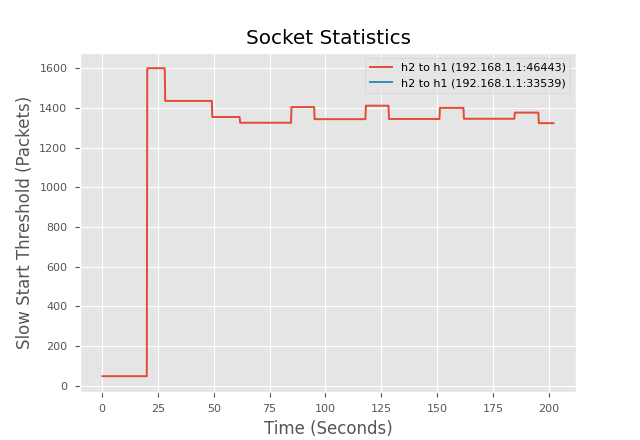 Socket Statistics
h2 to h1 (192.168.1.1:46443)
h2 to h1 (192.168.1.1:33539)
Slow Start Threshold (Packets)
1600
1400
1200
1000
800
600
400
200
0
0 25 50 75 100 125 150 175 200
Time (Seconds)